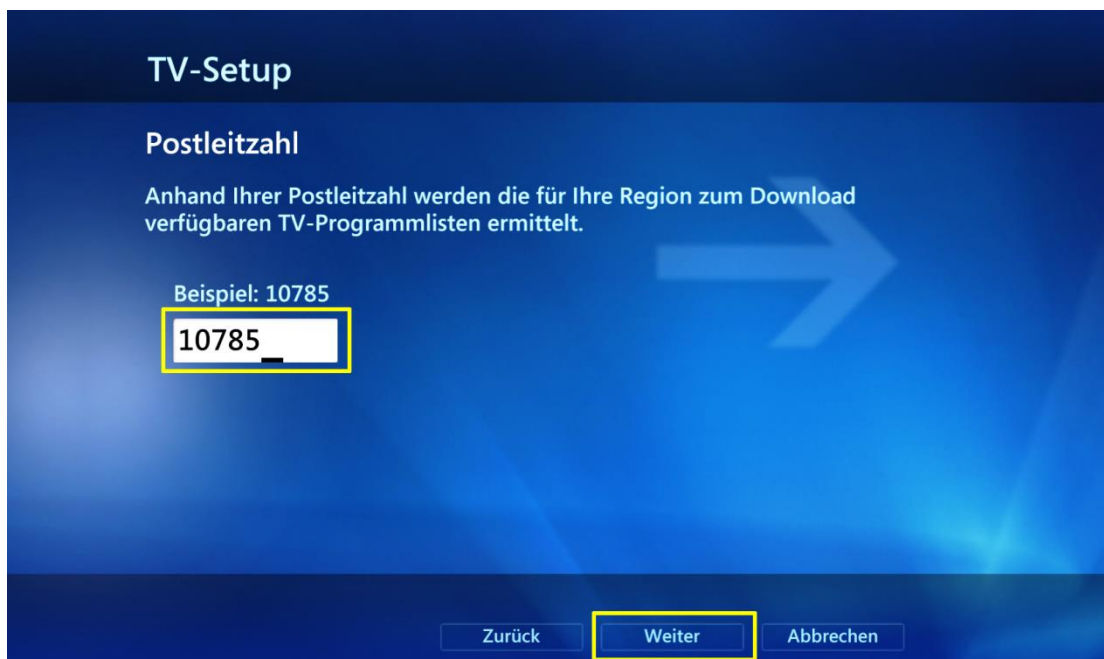 TV-Setup
Postleitzahl
Anhand Ihrer Postleitzahl werden die für Ihre Region zum Download
verfügbaren TV-Programmlisten ermittelt.
Beispiel: 10785
10785
Zurück Weiter Abbrechen